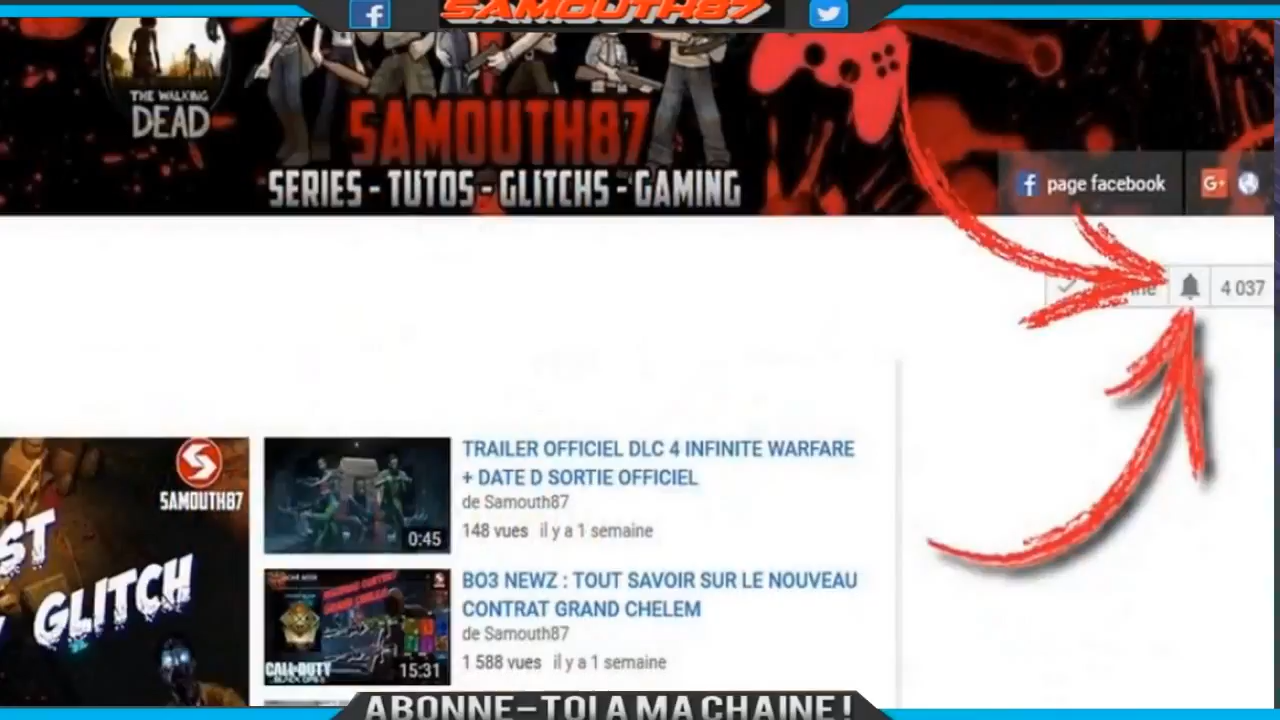 SAMOUTH87
THE WALKING
DEAD
SAMOUTH87
SERIES - TUTOS - GLITCHS - GAMING
page facebook
G+
4 037
SAMOUTH87
GLITCH
0:45
TRAILER OFFICIEL DLC 4 INFINITE WARFARE
+ DATE D SORTIE OFFICIEL
de Samouth87
148 vues il y a 1 semaine
CALL OF DUTY
15:31
BO3 NEWZ : TOUT SAVOIR SUR LE NOUVEAU
CONTRAT GRAND CHELEM
de Samouth87
1 588 vues il y a 1 semaine
ABONNE-TOI A MA CHAINE !